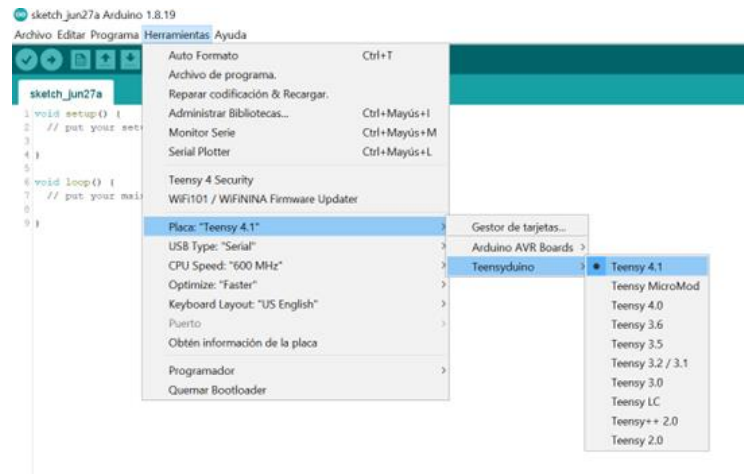 sketch_jun27a Arduino 1.8.19
Archivo Editar Programa Herramientas Ayuda
sketch_jun27a
1 void setup() {
2 // put your set
3
4 }
5
6 void loop() {
7 // put your mai
8
9 }
Auto Formato Ctrl+T
Archivo de programa.
Reparar codificación & Recargar.
Administrar Bibliotecas... Ctrl+Mayús+I
Monitor Serie Ctrl+Mayús+M
Serial Plotter Ctrl+Mayús+L
Teensy 4 Security
WiFi101 / WiFiNINA Firmware Updater
Placa: "Teensy 4.1"
USB Type: "Serial"
CPU Speed: "600 MHz"
Optimize: "Faster"
Keyboard Layout: "US English"
Puerto
Obtén información de la placa
Programador
Quemar Bootloader
Gestor de tarjetas...
Arduino AVR Boards
Teensyduino
Teensy 4.1
Teensy MicroMod
Teensy 4.0
Teensy 3.6
Teensy 3.5
Teensy 3.2 / 3.1
Teensy 3.0
Teensy LC
Teensy++ 2.0
Teensy 2.0